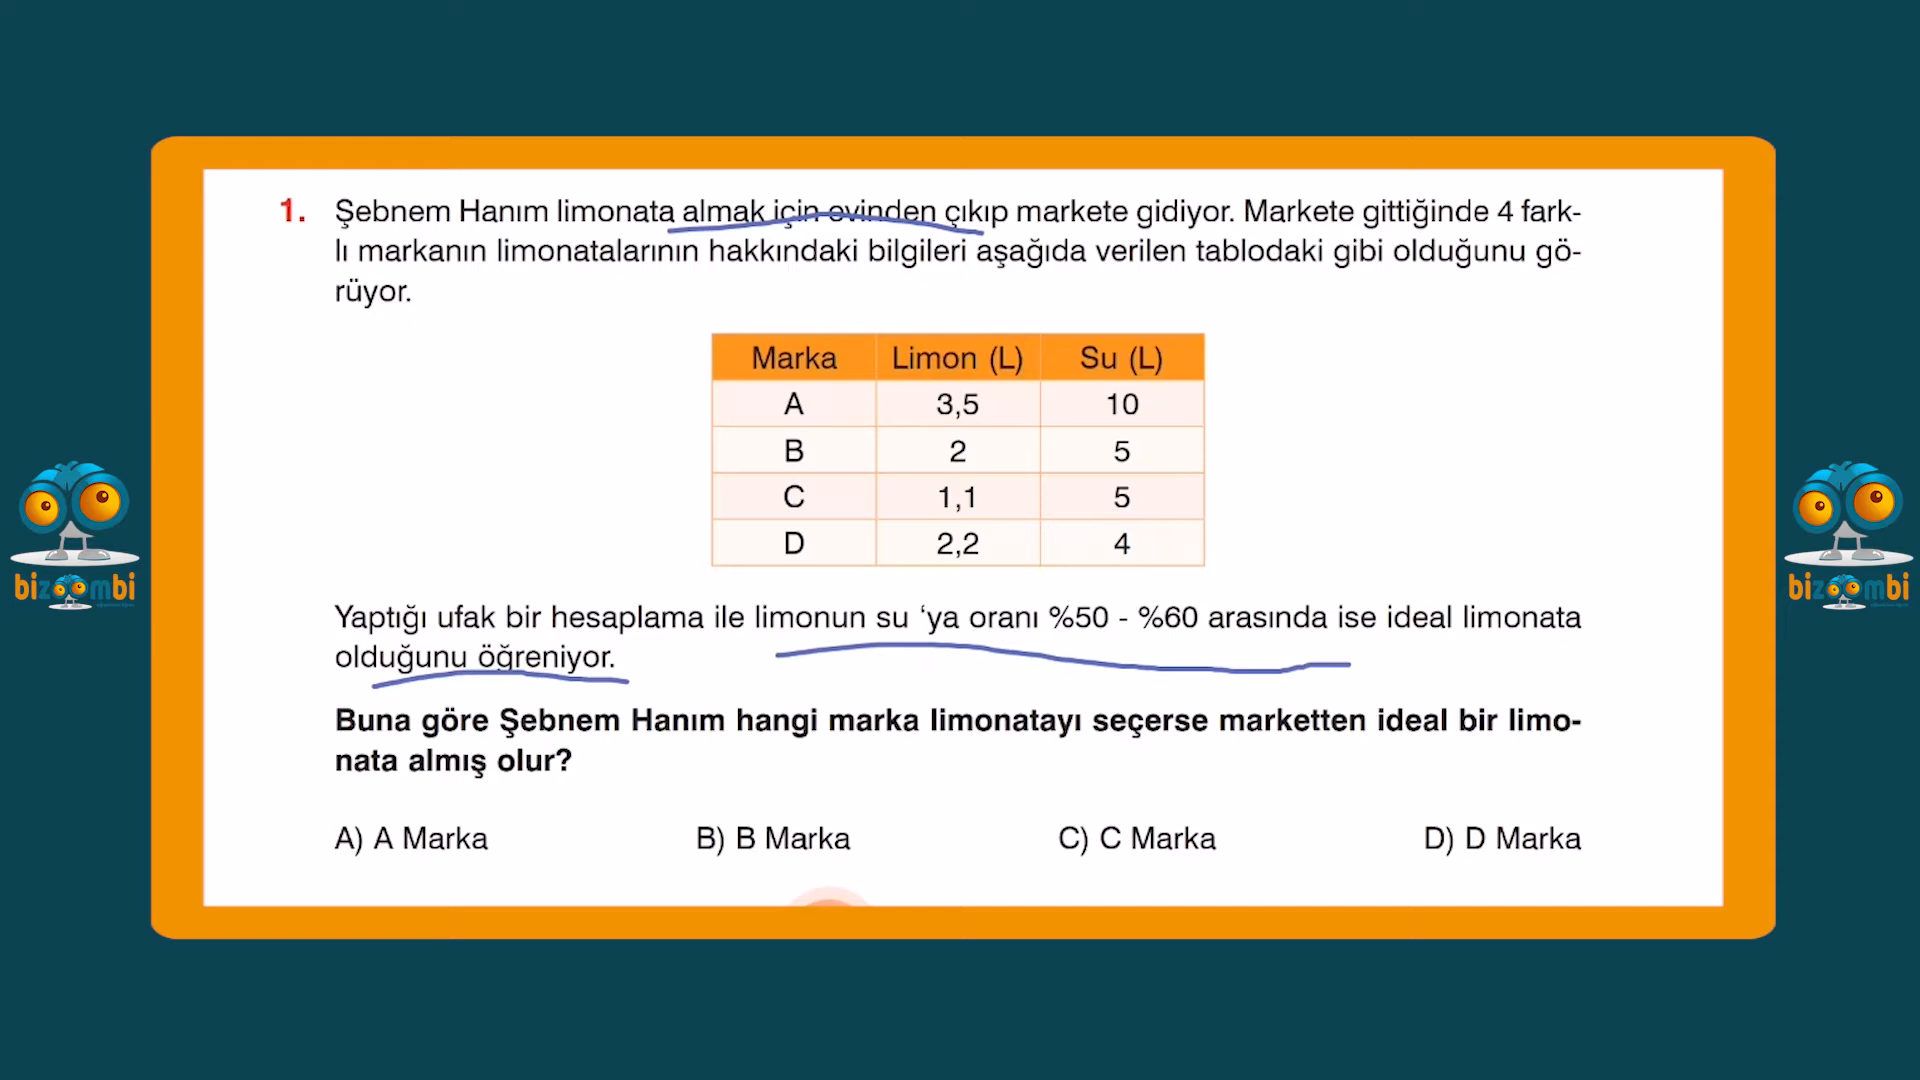 1. Şebnem Hanım limonata almak için evinden çıkıp markete gidiyor. Markete gittiğinde 4 fark-
lı markanın limonatalarının hakkındaki bilgileri aşağıda verilen tablodaki gibi olduğunu gö-
rüyor.
Marka Limon (L) Su (L)
A 3,5 10
B 2 5
C 1,1 5
D 2,2 4
bizoombi
bizoombi
Yaptığı ufak bir hesaplama ile limonun su ‘ya oranı %50 - %60 arasında ise ideal limonata
olduğunu öğreniyor.
Buna göre Şebnem Hanım hangi marka limonatayı seçerse marketten ideal bir limo-
nata almış olur?
A) A Marka B) B Marka C) C Marka D) D Marka